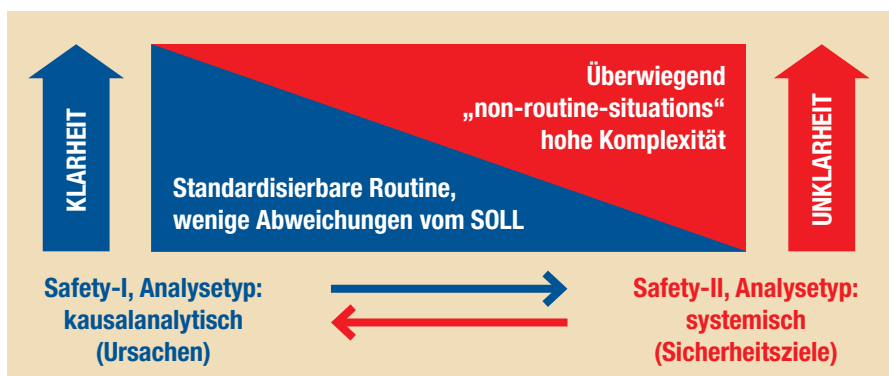 KLARHEIT
Überwiegend
„non-routine-situations“
hohe Komplexität
Standardisierbare Routine,
wenige Abweichungen vom SOLL
UNKLARHEIT
Safety-I, Analysetyp:
kausalanalytisch
(Ursachen)
Safety-II, Analysetyp:
systemisch
(Sicherheitsziele)